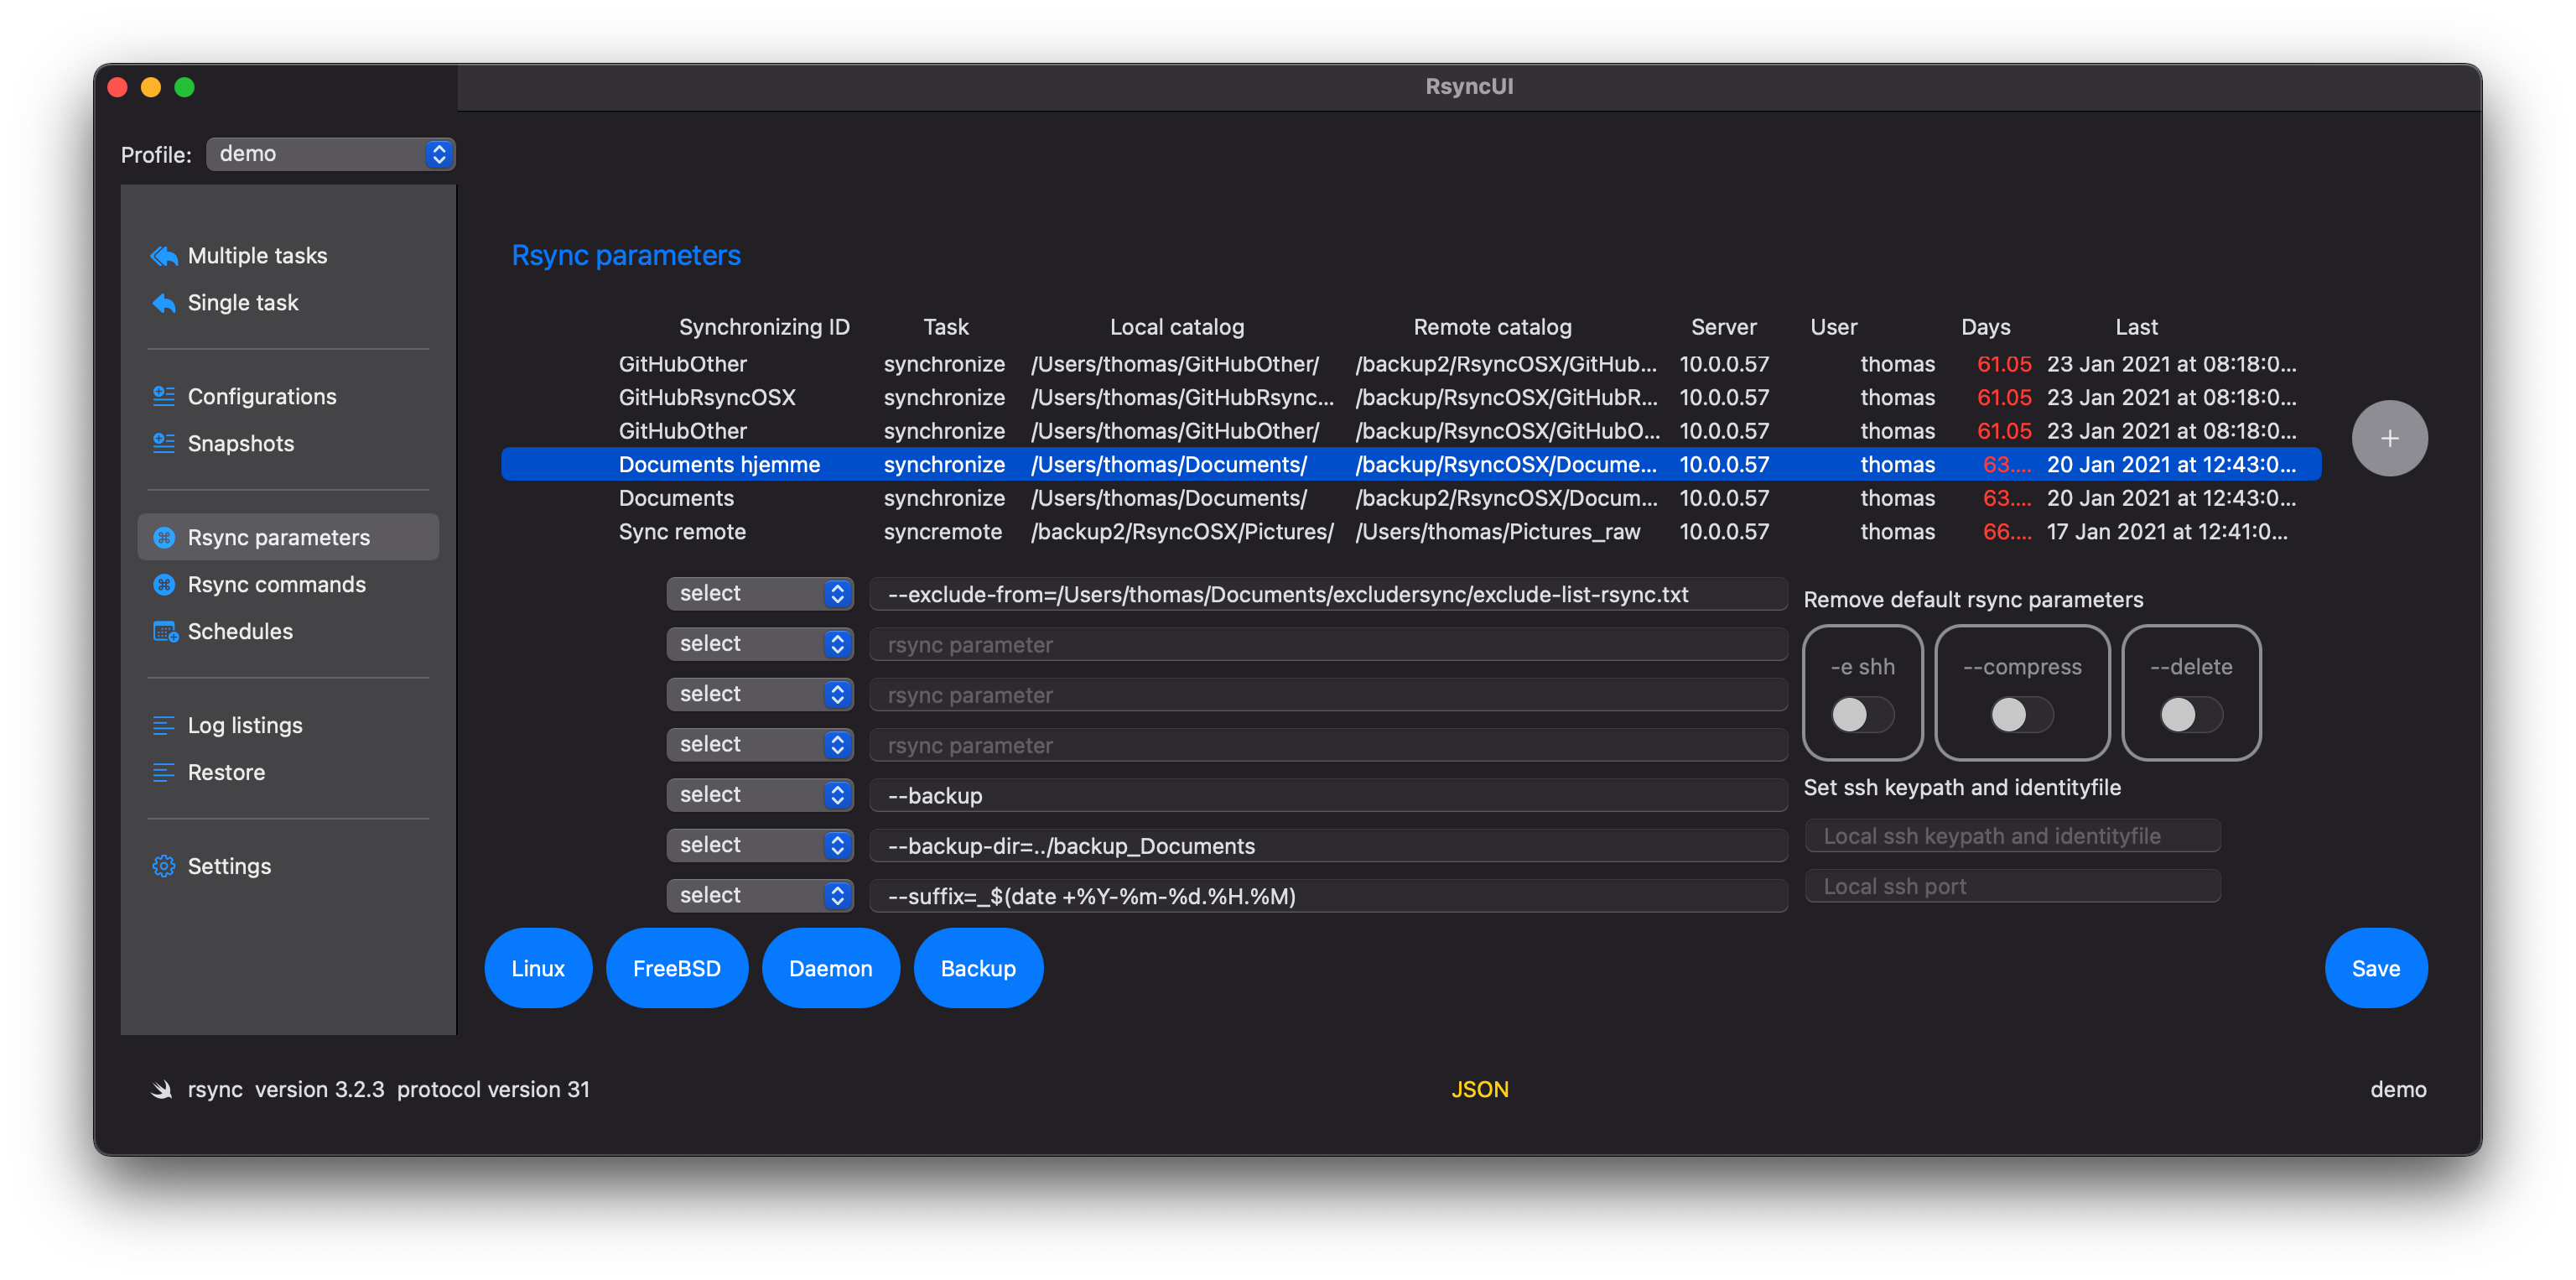 RsyncUI
Profile: demo
Multiple tasks
Single task
Configurations
Snapshots
Rsync parameters
Rsync commands
Schedules
Log listings
Restore
Settings
Rsync parameters
Synchronizing ID Task Local catalog Remote catalog Server User Days Last
GitHubOther synchronize /Users/thomas/GitHubOther/ /backup2/RsyncOSX/GitHub... 10.0.0.57 thomas 61.05 23 Jan 2021 at 08:18:0...
GitHubRsyncOSX synchronize /Users/thomas/GitHubRsync... /backup/RsyncOSX/GitHubR... 10.0.0.57 thomas 61.05 23 Jan 2021 at 08:18:0...
GitHubOther synchronize /Users/thomas/GitHubOther/ /backup/RsyncOSX/GitHubO... 10.0.0.57 thomas 61.05 23 Jan 2021 at 08:18:0...
Documents hjemme synchronize /Users/thomas/Documents/ /backup/RsyncOSX/Docume... 10.0.0.57 thomas 63.... 20 Jan 2021 at 12:43:0...
Documents synchronize /Users/thomas/Documents/ /backup2/RsyncOSX/Docum... 10.0.0.57 thomas 63.... 20 Jan 2021 at 12:43:0...
Sync remote syncremote /backup2/RsyncOSX/Pictures/ /Users/thomas/Pictures_raw 10.0.0.57 thomas 66.... 17 Jan 2021 at 12:41:0...
+
select --exclude-from=/Users/thomas/Documents/excludersync/exclude-list-rsync.txt
select rsync parameter
select rsync parameter
select rsync parameter
select --backup
select --backup-dir=../backup_Documents
select --suffix=_$(date +%Y-%m-%d.%H.%M)
Remove default rsync parameters
-e shh --compress --delete
Set ssh keypath and identityfile
Local ssh keypath and identityfile
Local ssh port
Linux FreeBSD Daemon Backup Save
rsync version 3.2.3 protocol version 31 JSON demo